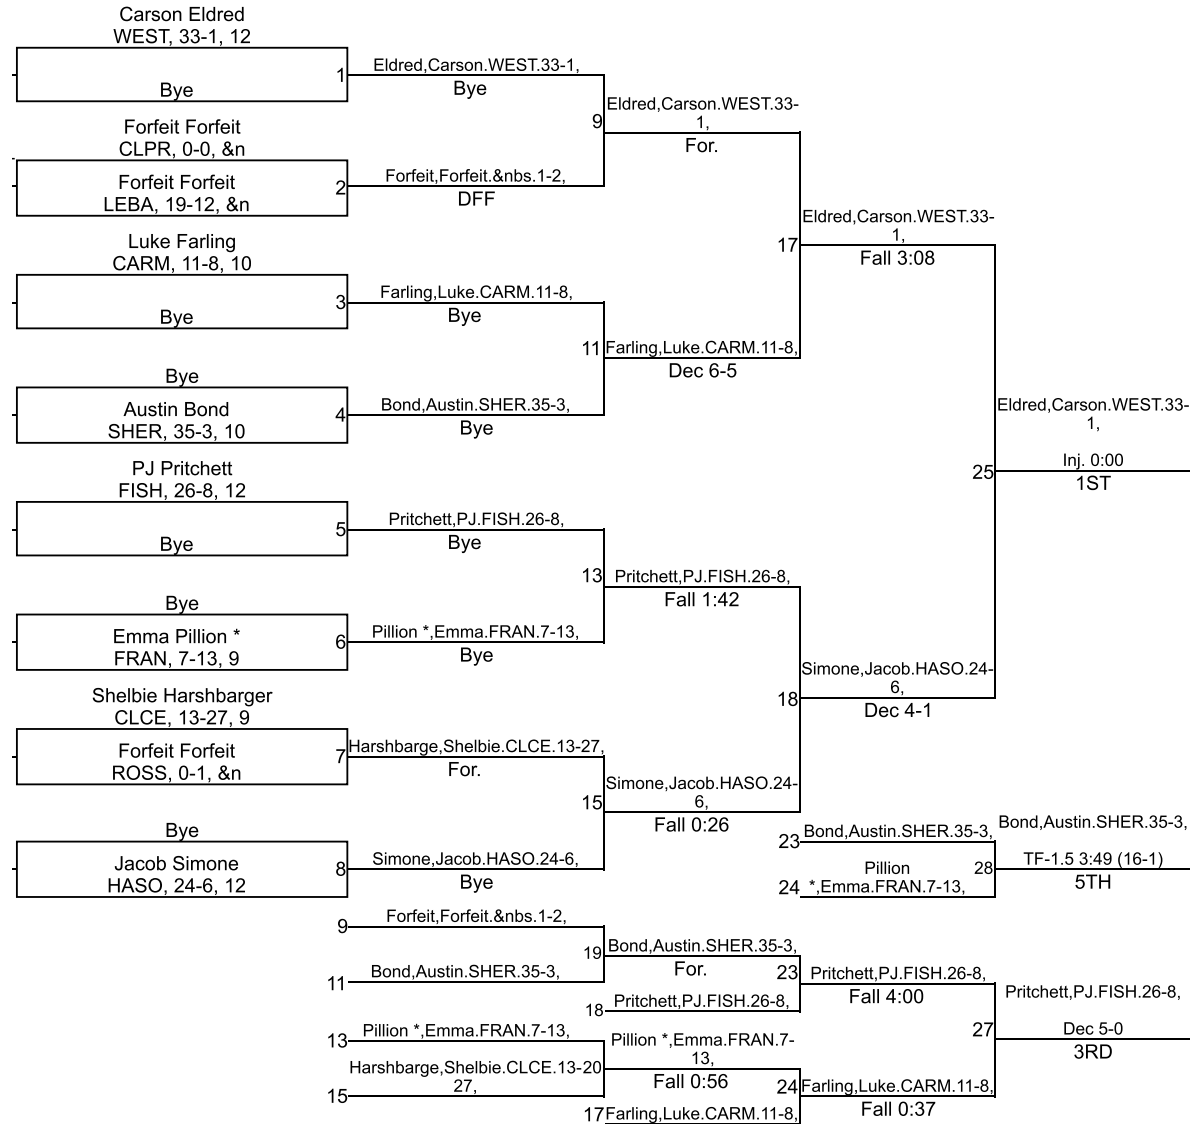 Carson Eldred
WEST, 33-1, 12
1
Bye
Eldred,Carson.WEST.33-1,
Bye
9
Eldred,Carson.WEST.33-
1,
For.
Forfeit Forfeit
CLPR, 0-0, &n
Forfeit Forfeit
LEBA, 19-12, &n
2
Forfeit,Forfeit.&nbs.1-2,
DFF
17
Eldred,Carson.WEST.33-
1,
Fall 3:08
Luke Farling
CARM, 11-8, 10
3
Bye
Farling,Luke.CARM.11-8,
Bye
11
Farling,Luke.CARM.11-8,
Dec 6-5
Bye
Austin Bond
SHER, 35-3, 10
4
Bond,Austin.SHER.35-3,
Bye
25
Eldred,Carson.WEST.33-
1,
Inj. 0:00
1ST
PJ Pritchett
FISH, 26-8, 12
5
Bye
Pritchett,PJ.FISH.26-8,
Bye
13
Pritchett,PJ.FISH.26-8,
Fall 1:42
Bye
Emma Pillion *
FRAN, 7-13, 9
6
Pillion *,Emma.FRAN.7-13,
Bye
18
Simone,Jacob.HASO.24-
6,
Dec 4-1
Shelbie Harshbarger
CLCE, 13-27, 9
Forfeit Forfeit
ROSS, 0-1, &n
7
Harshbarge,Shelbie.CLCE.13-27,
For.
15
Simone,Jacob.HASO.24-
6,
Fall 0:26
Bye
Jacob Simone
HASO, 24-6, 12
8
Simone,Jacob.HASO.24-6,
Bye
23
Bond,Austin.SHER.35-3,
24
Pillion
*,Emma.FRAN.7-13,
28
Bond,Austin.SHER.35-3,
TF-1.5 3:49 (16-1)
5TH
9
Forfeit,Forfeit.&nbs.1-2,
11
Bond,Austin.SHER.35-3,
19
Bond,Austin.SHER.35-3,
For.
18
Pritchett,PJ.FISH.26-8,
23
Pritchett,PJ.FISH.26-8,
Fall 4:00
13
Pillion *,Emma.FRAN.7-13,
15
Harshbarge,Shelbie.CLCE.13-
27,
20
Pillion *,Emma.FRAN.7-
13,
Fall 0:56
17
Farling,Luke.CARM.11-8,
24
Farling,Luke.CARM.11-8,
Fall 0:37
27
Pritchett,PJ.FISH.26-8,
Dec 5-0
3RD